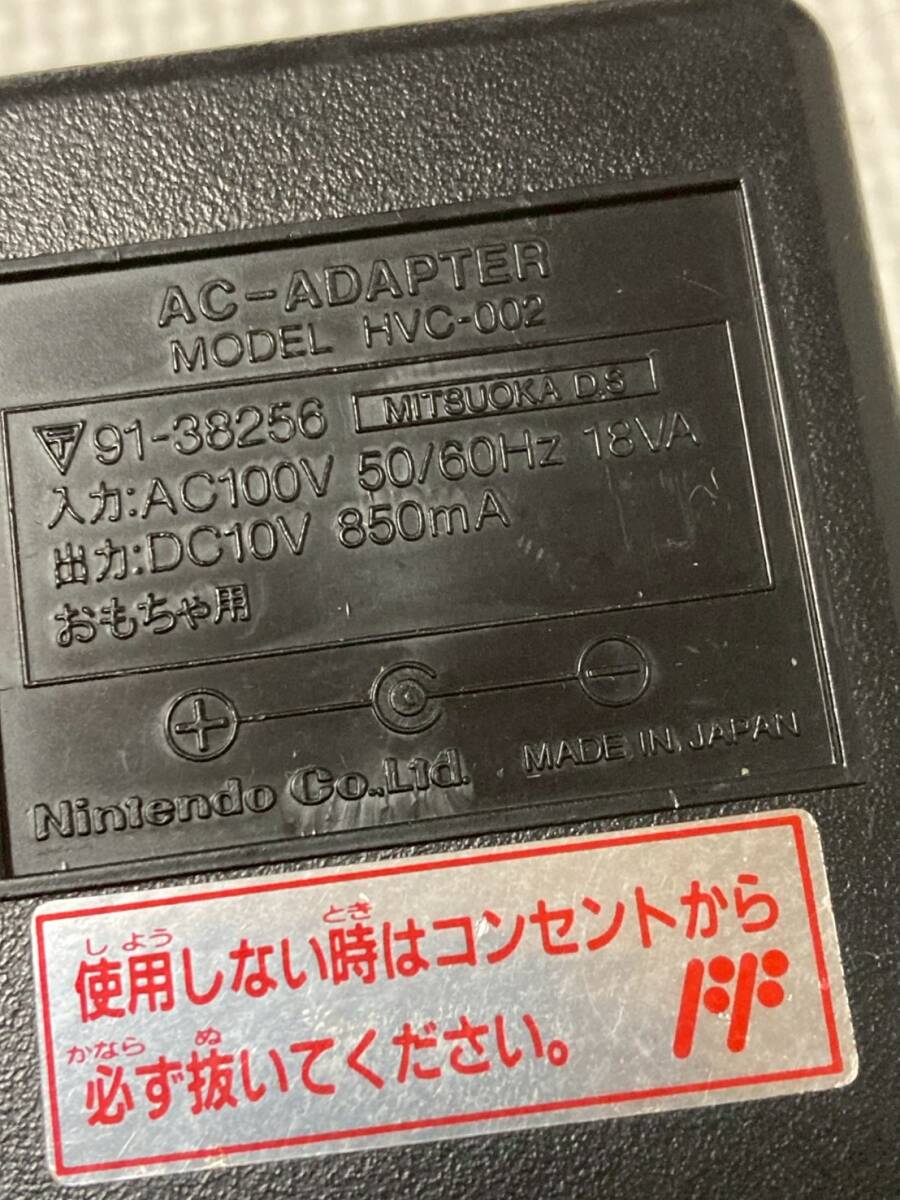 AC-ADAPTER
MODEL HVC-002
91-38256 MITSUOKA D.S
入力:AC100V 50/60Hz 18VA
出力:DC10V 850mA
おもちゃ用
Nintendo Co.,Ltd. MADE IN JAPAN
しよう とき
使用しない時はコンセントから
かなら ぬ
必ず抜いてください。
FF